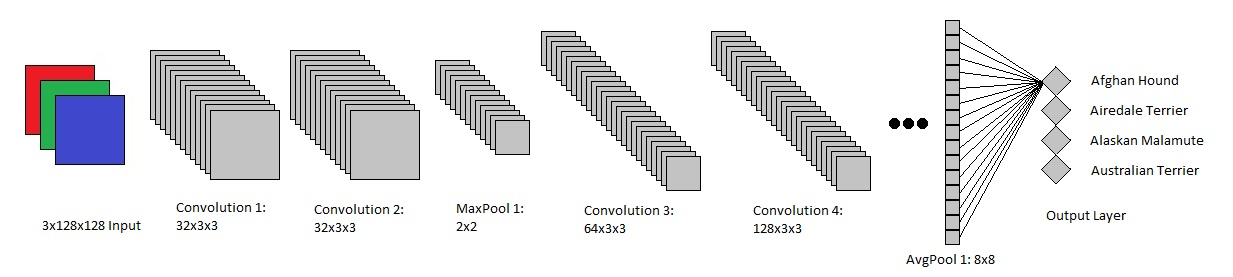 3x128x128 Input
Convolution 1:
32x3x3
Convolution 2:
32x3x3
MaxPool 1:
2x2
Convolution 3:
64x3x3
Convolution 4:
128x3x3
AvgPool 1: 8x8
Afghan Hound
Airedale Terrier
Alaskan Malamute
Australian Terrier
Output Layer